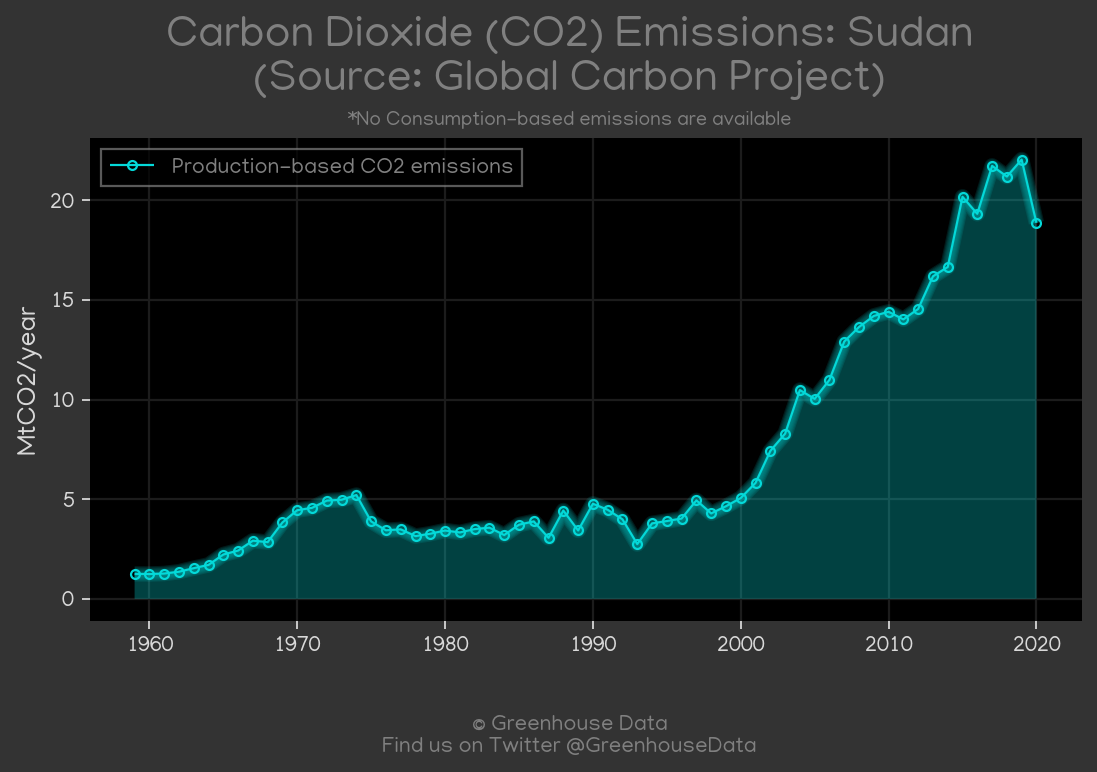 Carbon Dioxide (CO2) Emissions: Sudan
(Source: Global Carbon Project)
*No Consumption-based emissions are available
Production-based CO2 emissions
MtCO2/year
20
15
10
5
0
1960 1970 1980 1990 2000 2010 2020
© Greenhouse Data
Find us on Twitter @GreenhouseData